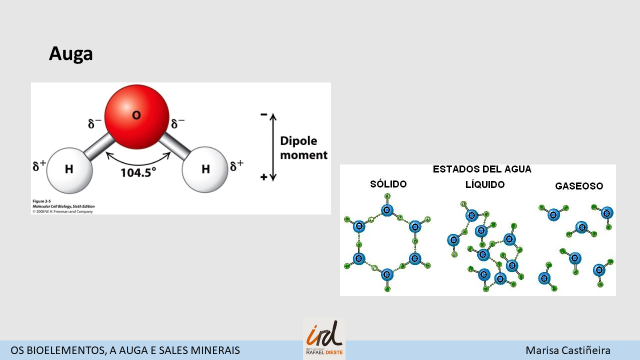 Auga
O
δ⁻ δ⁻
δ⁺ H H δ⁺
104.5°
−
Dipole
moment
+
Figure 2-5
Molecular Cell Biology, Sixth Edition
© 2008 W. H. Freeman and Company
ESTADOS DEL AGUA
SÓLIDO LÍQUIDO GASEOSO
ird
RAFAEL DIESTE
OS BIOELEMENTOS, A AUGA E SALES MINERAIS
Marisa Castiñeira